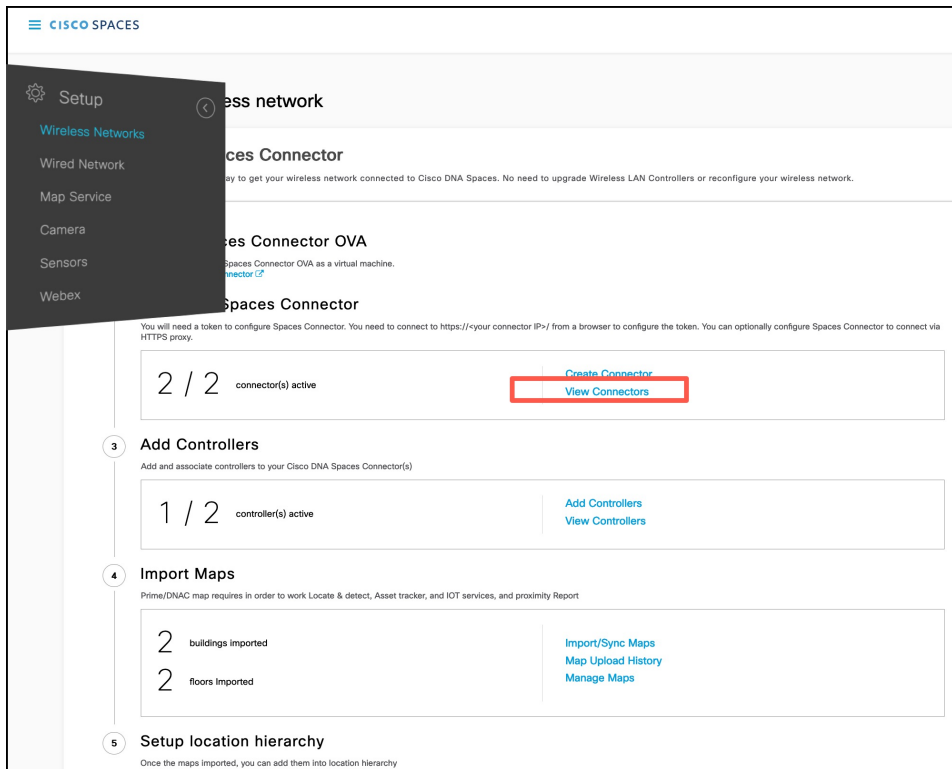 CISCO SPACES
Setup
Wireless Networks
Wired Network
Map Service
Camera
Sensors
Webex
ess network
ces Connector
ay to get your wireless network connected to Cisco DNA Spaces. No need to upgrade Wireless LAN Controllers or reconfigure your wireless network.
es Connector OVA
Spaces Connector OVA as a virtual machine.
nnector
Spaces Connector
You will need a token to configure Spaces Connector. You need to connect to https://<your connector IP>/ from a browser to configure the token. You can optionally configure Spaces Connector to connect via
HTTPS proxy.
2 / 2 connector(s) active
Create Connector
View Connectors
3 Add Controllers
Add and associate controllers to your Cisco DNA Spaces Connector(s)
1 / 2 controller(s) active
Add Controllers
View Controllers
4 Import Maps
Prime/DNAC map requires in order to work Locate & detect, Asset tracker, and IOT services, and proximity Report
2 buildings imported
2 floors Imported
Import/Sync Maps
Map Upload History
Manage Maps
5 Setup location hierarchy
Once the maps imported, you can add them into location hierarchy